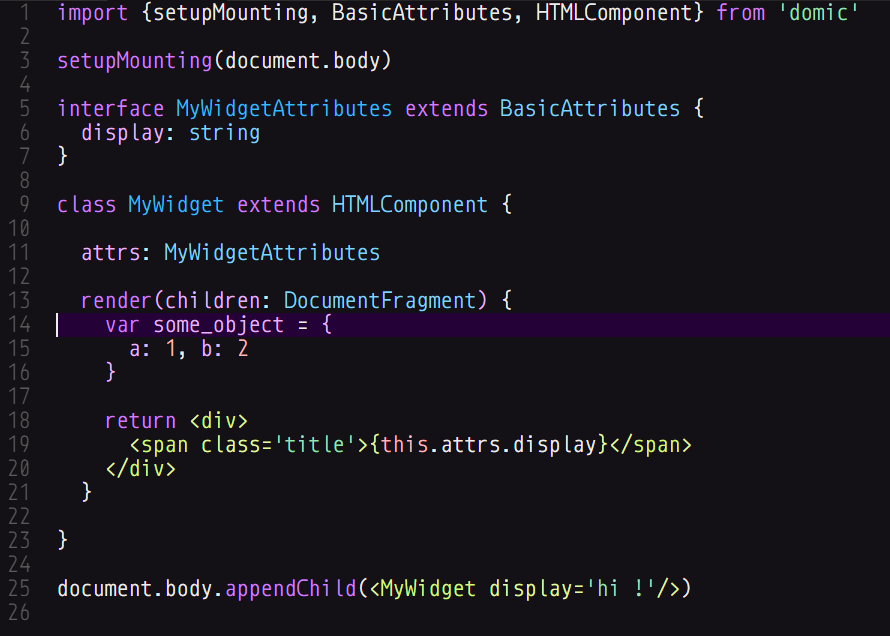 1 import {setupMounting, BasicAttributes, HTMLComponent} from 'domic'
2
3 setupMounting(document.body)
4
5 interface MyWidgetAttributes extends BasicAttributes {
6   display: string
7 }
8
9 class MyWidget extends HTMLComponent {
10
11   attrs: MyWidgetAttributes
12
13   render(children: DocumentFragment) {
14     var some_object = {
15       a: 1, b: 2
16     }
17
18     return <div>
19       <span class='title'>{this.attrs.display}</span>
20     </div>
21   }
22
23 }
24
25 document.body.appendChild(<MyWidget display='hi !'/>)
26